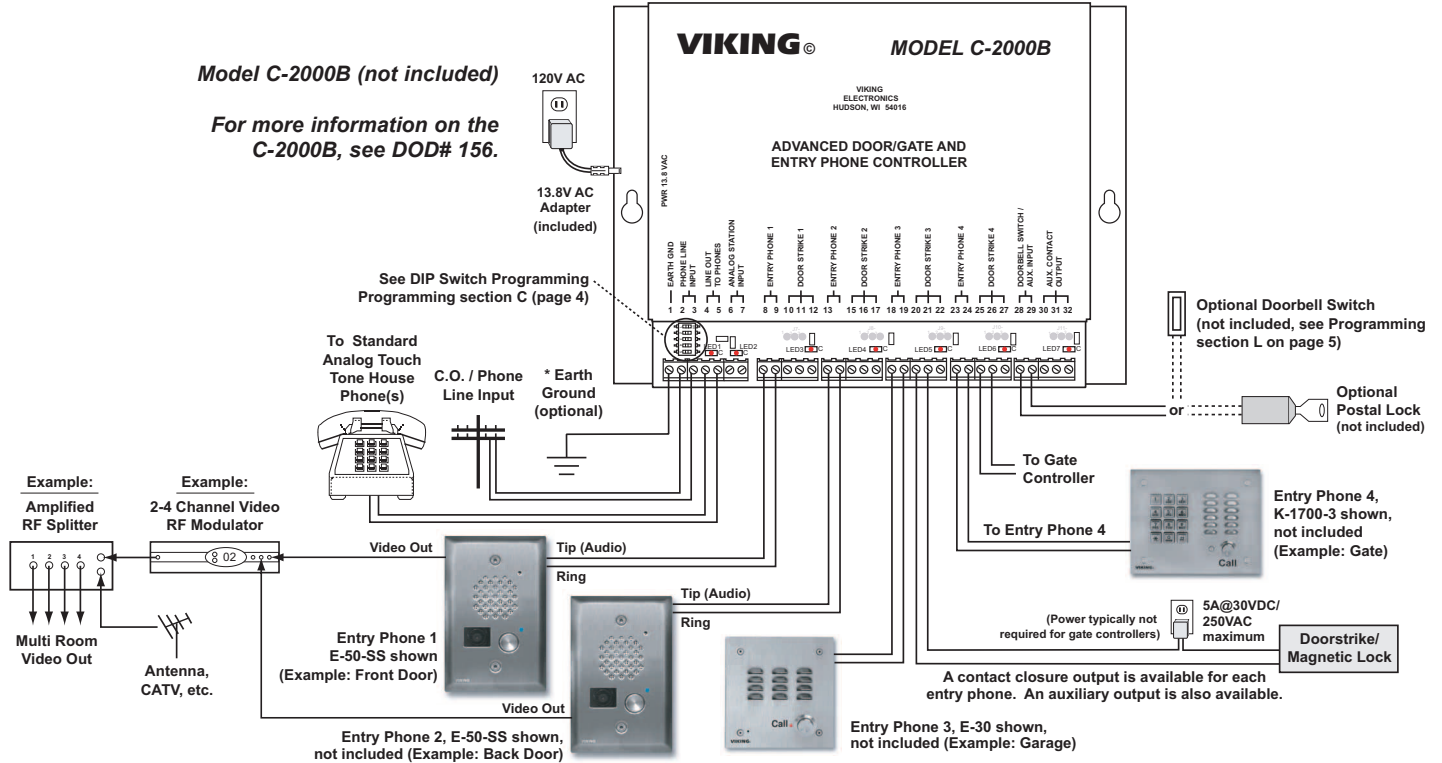 VIKING©
MODEL C-2000B
Model C-2000B (not included)
For more information on the
C-2000B, see DOD# 156.
120V AC
13.8V AC
Adapter
(included)
VIKING
ELECTRONICS
HUDSON, WI 54016
ADVANCED DOOR/GATE AND
ENTRY PHONE CONTROLLER
PWR 13.8 VAC
EARTH GND
PHONE LINE
INPUT
LINE OUT
TO PHONES
ANALOG STATION
INPUT
ENTRY PHONE 1
DOOR STRIKE 1
ENTRY PHONE 2
DOOR STRIKE 2
ENTRY PHONE 3
DOOR STRIKE 3
ENTRY PHONE 4
DOOR STRIKE 4
DOORBELL SWITCH /
AUX. INPUT
AUX. CONTACT
OUTPUT
1 2 3 4 5 6 7 8 9 10 11 12 13 15 16 17 18 19 20 21 22 23 24 25 26 27 28 29 30 31 32
LED1 C LED2 C LED3 C LED4 C LED5 C LED6 C LED7 C
See DIP Switch Programming
Programming section C (page 4)
To Standard
Analog Touch
Tone House
Phone(s)
C.O. / Phone
Line Input
* Earth
Ground
(optional)
Optional Doorbell Switch
(not included, see Programming
section L on page 5)
or
Optional
Postal Lock
(not included)
To Gate
Controller
To Entry Phone 4
Call
VIKING
Entry Phone 4,
K-1700-3 shown,
not included
(Example: Gate)
Example:
Amplified
RF Splitter
1 2 3 4
Example:
2-4 Channel Video
RF Modulator
02
Multi Room
Video Out
Antenna,
CATV, etc.
Video Out
Tip (Audio)
Ring
VIKING
Entry Phone 1
E-50-SS shown
(Example: Front Door)
Tip (Audio)
Ring
Video Out
VIKING
Entry Phone 2, E-50-SS shown,
not included (Example: Back Door)
Call
VIKING
Entry Phone 3, E-30 shown,
not included (Example: Garage)
(Power typically not
required for gate controllers)
5A@30VDC/
250VAC
maximum
Doorstrike/
Magnetic Lock
A contact closure output is available for each
entry phone. An auxiliary output is also available.